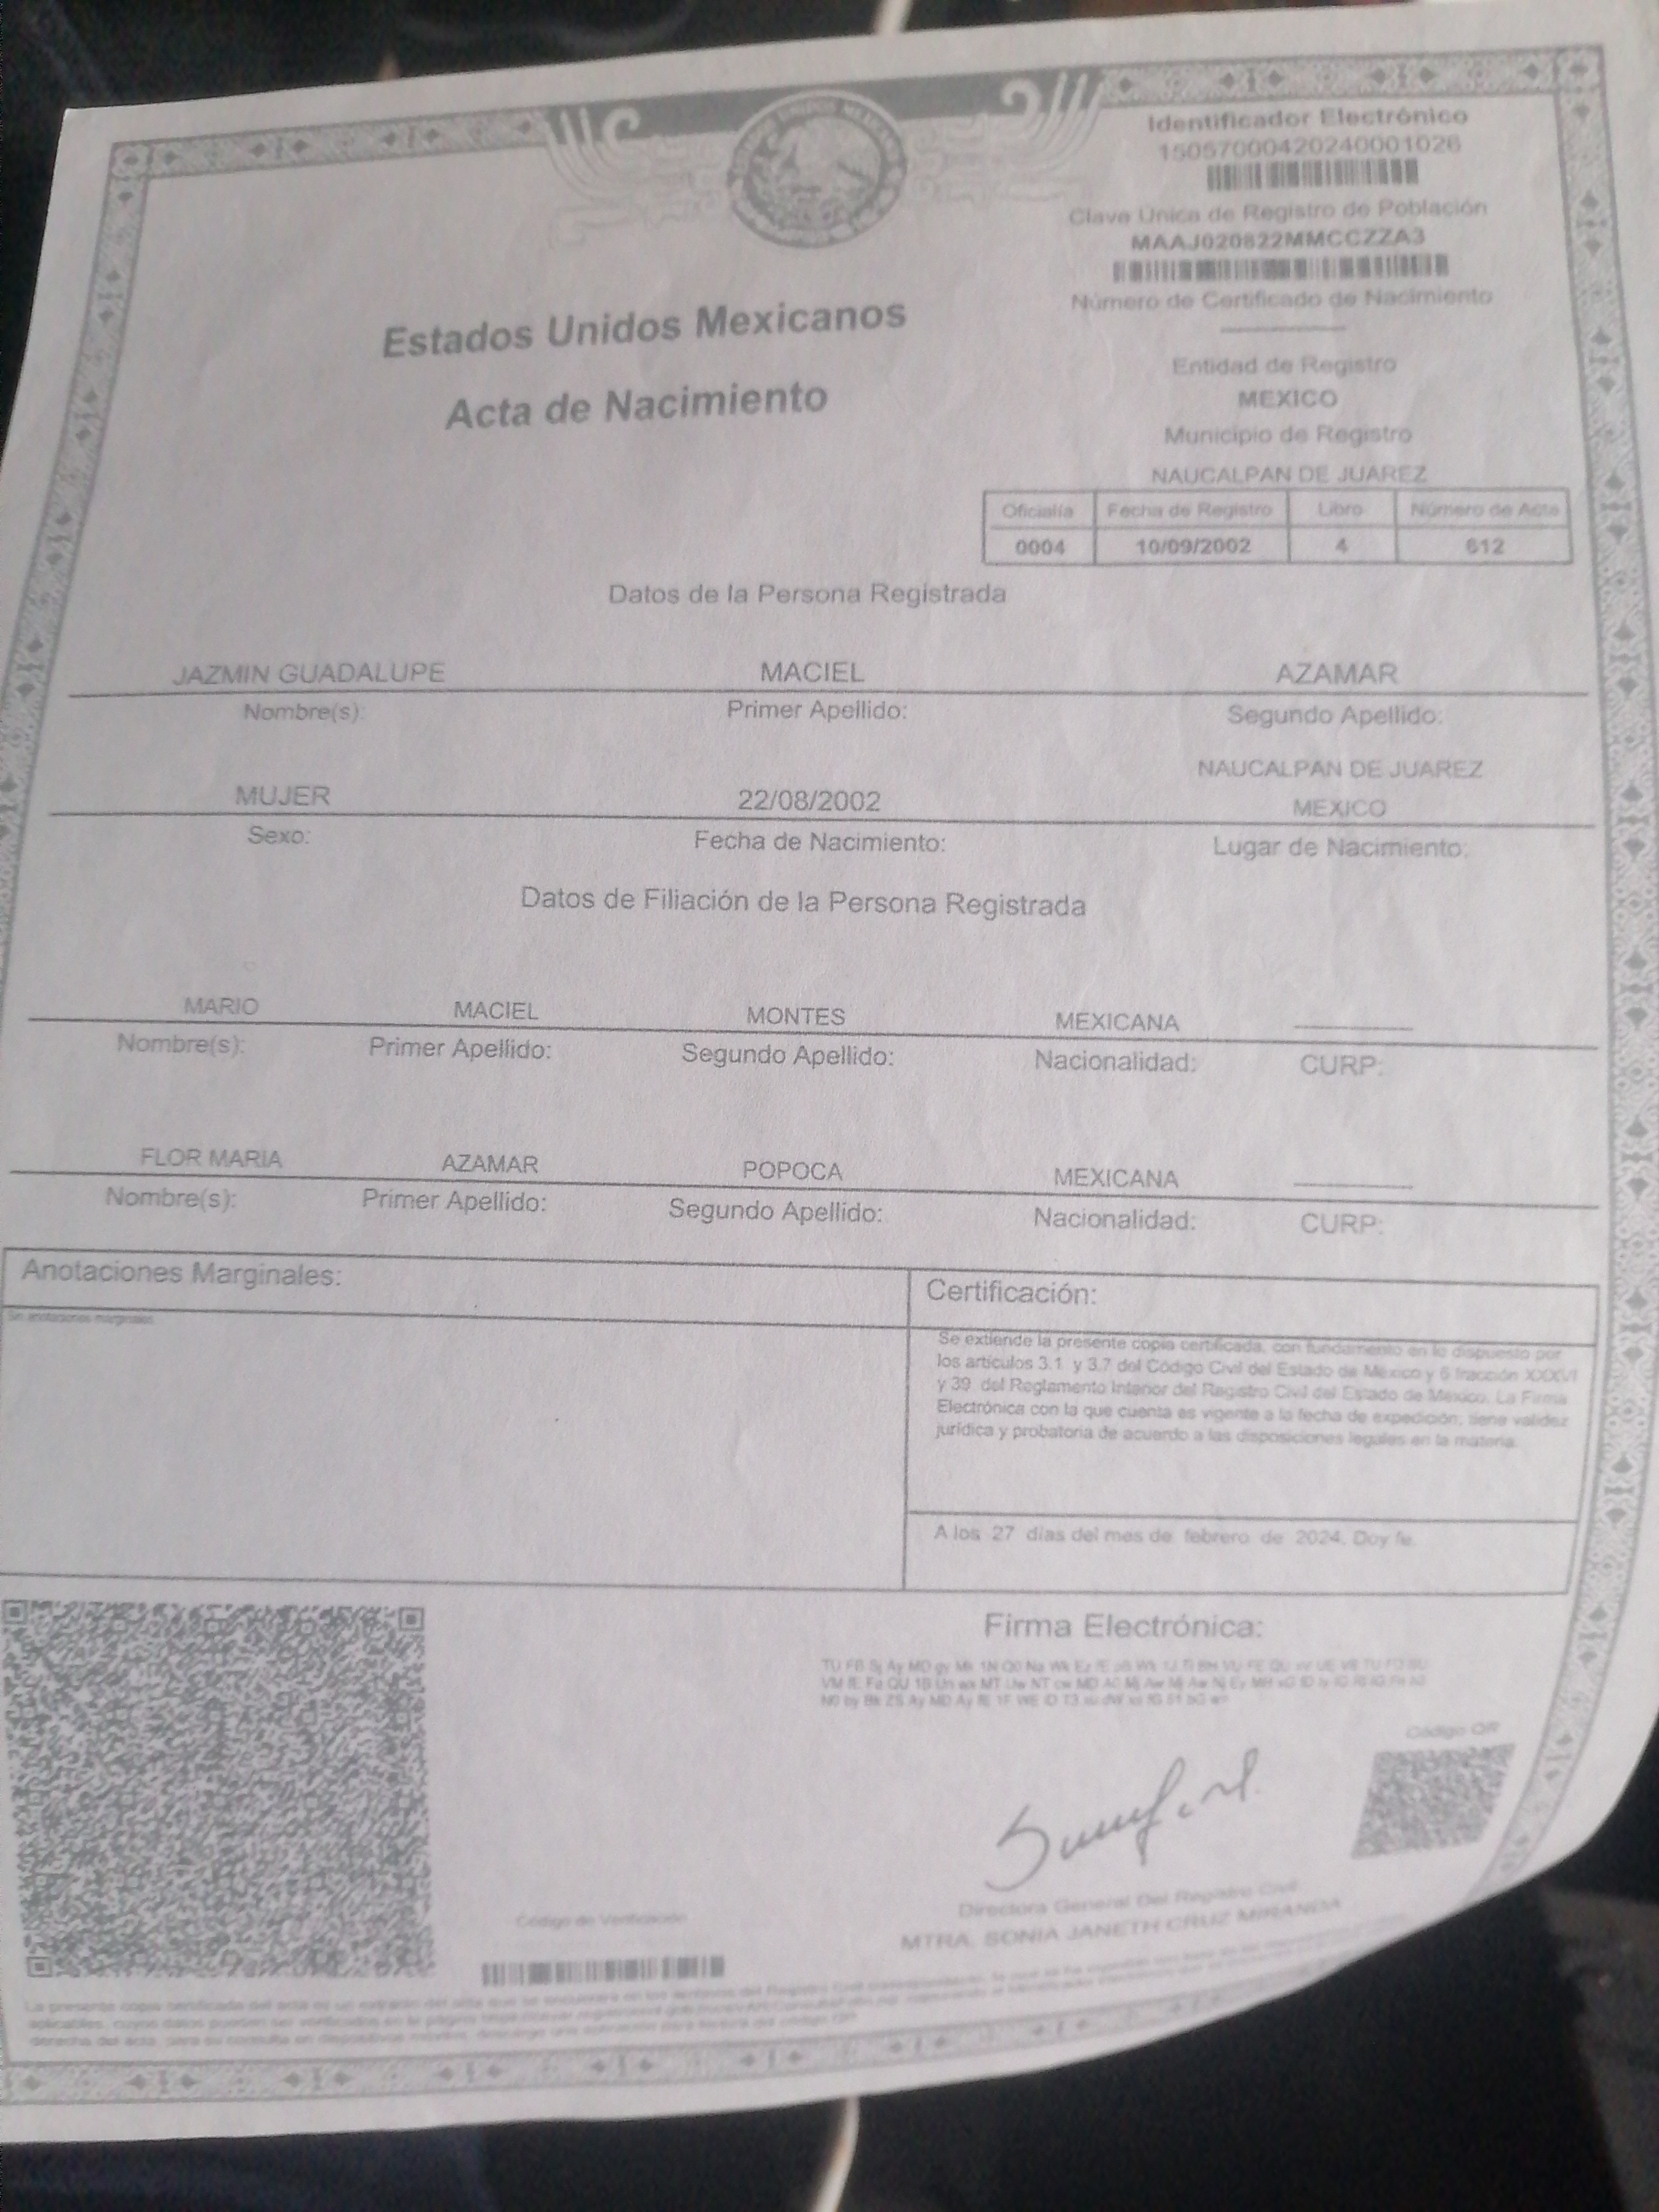 Identificador Electrónico
15057000420240001026
Clave Única de Registro de Población
MAAJ020822MMCCZZA3
Número de Certificado de Nacimiento
Estados Unidos Mexicanos
Acta de Nacimiento
Entidad de Registro
MEXICO
Municipio de Registro
NAUCALPAN DE JUAREZ
Oficialía Fecha de Registro Libro Número de Acta
0004 10/09/2002 4 612
Datos de la Persona Registrada
JAZMIN GUADALUPE MACIEL AZAMAR
Nombre(s): Primer Apellido: Segundo Apellido:
NAUCALPAN DE JUAREZ
MUJER 22/08/2002 MEXICO
Sexo: Fecha de Nacimiento: Lugar de Nacimiento:
Datos de Filiación de la Persona Registrada
MARIO MACIEL MONTES MEXICANA
Nombre(s): Primer Apellido: Segundo Apellido: Nacionalidad: CURP:
FLOR MARIA AZAMAR POPOCA MEXICANA
Nombre(s): Primer Apellido: Segundo Apellido: Nacionalidad: CURP:
Anotaciones Marginales:
Sin anotaciones marginales
Certificación:
Se extiende la presente copia certificada, con fundamento en lo dispuesto por
los artículos 3.1 y 3.7 del Código Civil del Estado de México y 6 fracción XXXVI
y 39 del Reglamento Interior del Registro Civil del Estado de México. La Firma
Electrónica con la que cuenta es vigente a la fecha de expedición; tiene validez
jurídica y probatoria de acuerdo a las disposiciones legales en la materia.
A los 27 días del mes de febrero de 2024. Doy fe.
Firma Electrónica:
Código QR
Directora General Del Registro Civil
MTRA. SONIA JANETH CRUZ MIRANDA
Código de Verificación